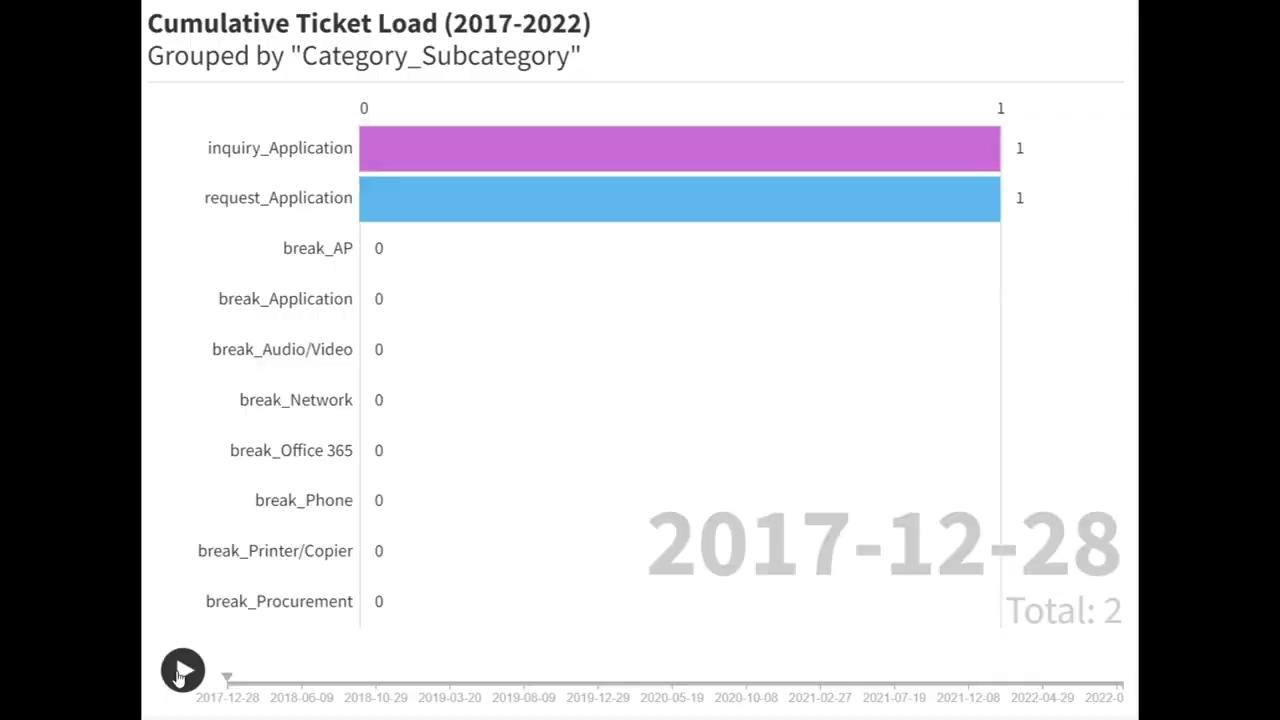 Cumulative Ticket Load (2017-2022)
Grouped by "Category_Subcategory"
0 1
inquiry_Application 1
request_Application 1
break_AP 0
break_Application 0
break_Audio/Video 0
break_Network 0
break_Office 365 0
break_Phone 0
break_Printer/Copier 0
break_Procurement 0
2017-12-28
Total: 2
2017-12-28 2018-06-09 2018-10-29 2019-03-20 2019-08-09 2019-12-29 2020-05-19 2020-10-08 2021-02-27 2021-07-19 2021-12-08 2022-04-29 2022-0